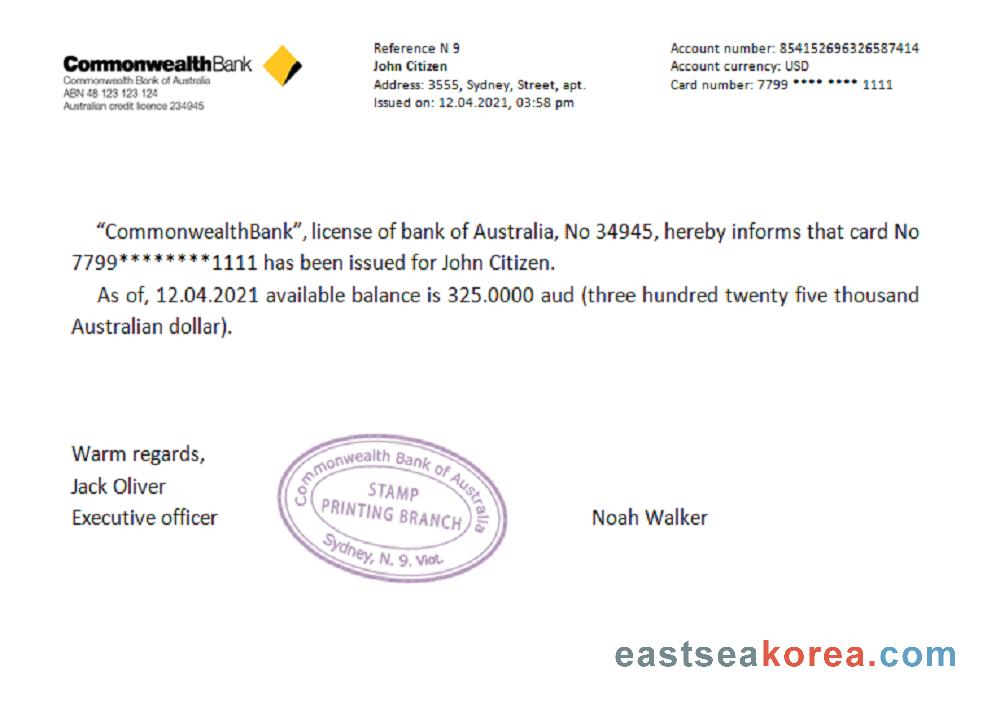 CommonwealthBank
Commonwealth Bank of Australia
ABN 48 123 123 124
Australian credit licence 234945
Reference N 9
John Citizen
Address: 3555, Sydney, Street, apt.
Issued on: 12.04.2021, 03:58 pm
Account number: 854152696326587414
Account currency: USD
Card number: 7799 **** **** 1111
“CommonwealthBank”, license of bank of Australia, No 34945, hereby informs that card No
7799********1111 has been issued for John Citizen.
As of, 12.04.2021 available balance is 325.0000 aud (three hundred twenty five thousand
Australian dollar).
Warm regards,
Jack Oliver
Executive officer
Commonwealth Bank of Australia
STAMP
PRINTING BRANCH
Sydney, N. 9. Viot.
Noah Walker
eastseakorea.com